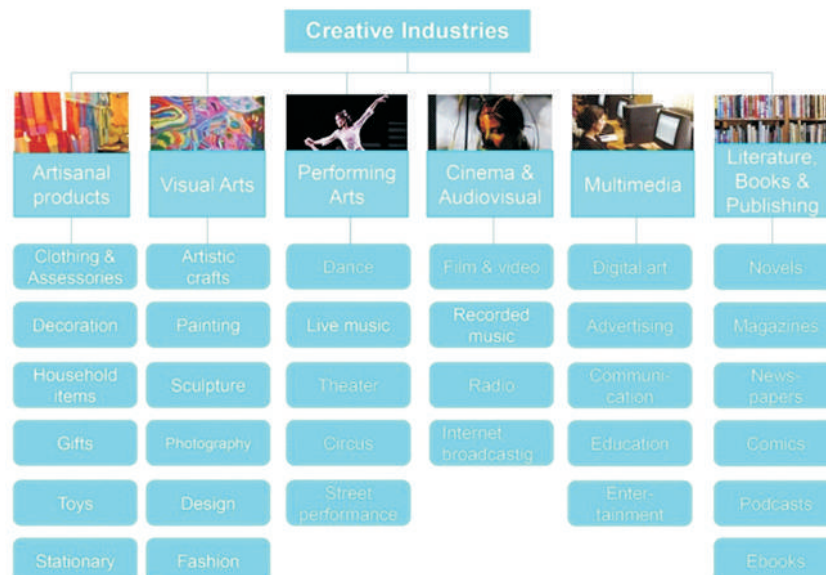 Creative Industries
Artisanal
products
Clothing &
Assessories
Decoration
Household
items
Gifts
Toys
Stationary
Visual Arts
Artistic
crafts
Painting
Sculpture
Photography
Design
Fashion
Performing
Arts
Dance
Live music
Theater
Circus
Street
performance
Cinema &
Audiovisual
Film & video
Recorded
music
Radio
Internet
broadcastig
Multimedia
Digital art
Advertising
Communi-
cation
Education
Enter-
tainment
Literature,
Books &
Publishing
Novels
Magazines
News-
papers
Comics
Podcasts
Ebooks